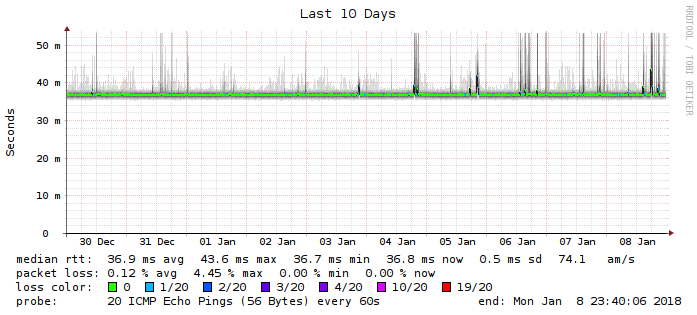 Last 10 Days
RRDTOOL / TOBI OETIKER
Seconds
50 m
40 m
30 m
20 m
10 m
0
30 Dec 31 Dec 01 Jan 02 Jan 03 Jan 04 Jan 05 Jan 06 Jan 07 Jan 08 Jan
median rtt: 36.9 ms avg 43.6 ms max 36.7 ms min 36.8 ms now 0.5 ms sd 74.1 am/s
packet loss: 0.12 % avg 4.45 % max 0.00 % min 0.00 % now
loss color: 0 1/20 2/20 3/20 4/20 10/20 19/20
probe: 20 ICMP Echo Pings (56 Bytes) every 60s end: Mon Jan 8 23:40:06 2018